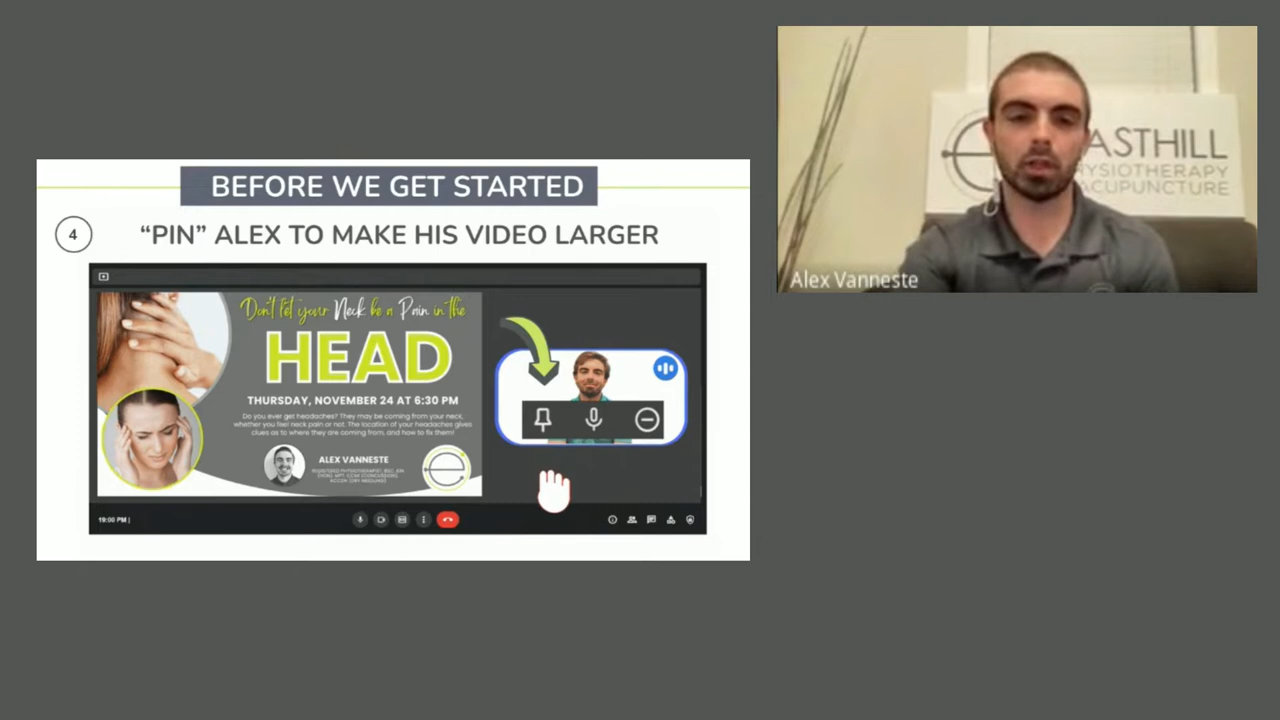 BEFORE WE GET STARTED
4
“PIN” ALEX TO MAKE HIS VIDEO LARGER
Don't let your Neck be a Pain in the
HEAD
THURSDAY, NOVEMBER 24 AT 6:30 PM
Do you ever get headaches? They may be coming from your neck,
whether you feel neck pain or not. The location of your headaches gives
clues as to where they are coming from, and how to fix them!
ALEX VANNESTE
19:00 PM |
ASTHILL
YSIOTHERAPY
ACUPUNCTURE
Alex Vanneste